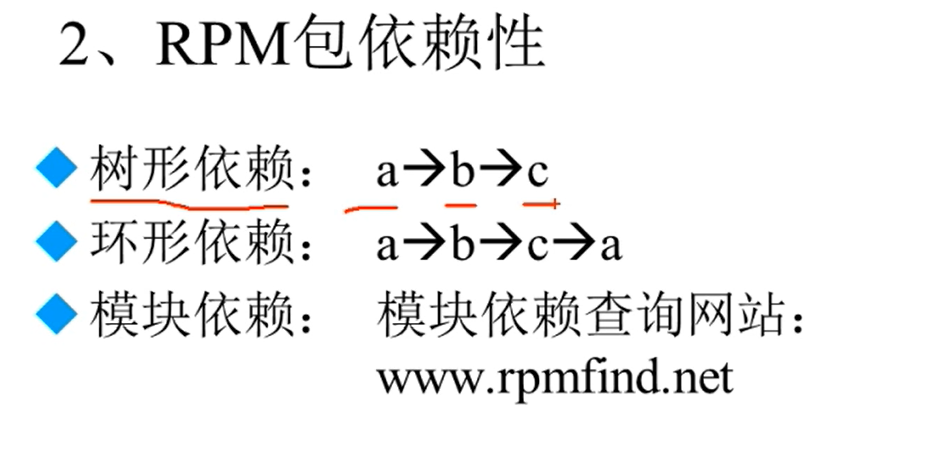 2、RPM包依赖性
树形依赖： a→b→c
环形依赖： a→b→c→a
模块依赖： 模块依赖查询网站：
www.rpmfind.net